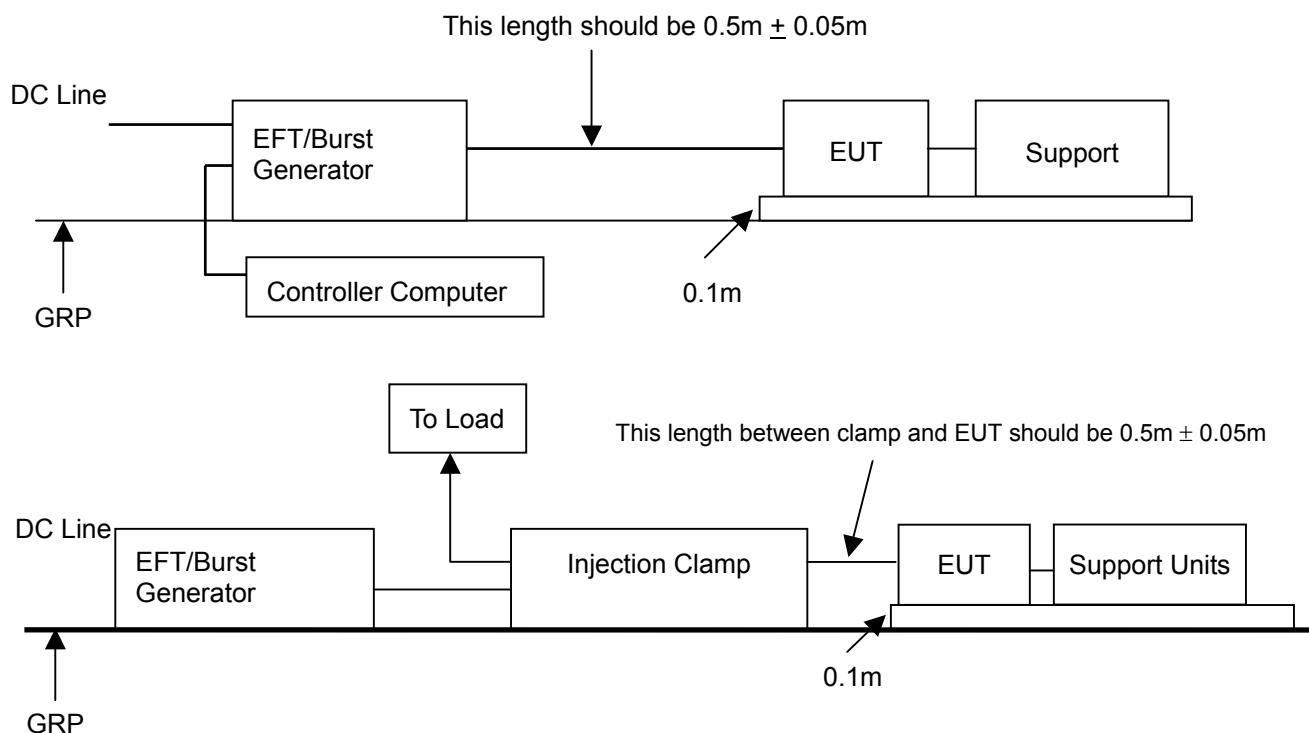 This length should be 0.5m ± 0.05m
DC Line
EFT/Burst
Generator
EUT
Support
Controller Computer
0.1m
GRP
To Load
This length between clamp and EUT should be 0.5m ± 0.05m
DC Line
EFT/Burst
Generator
Injection Clamp
EUT
Support Units
0.1m
GRP